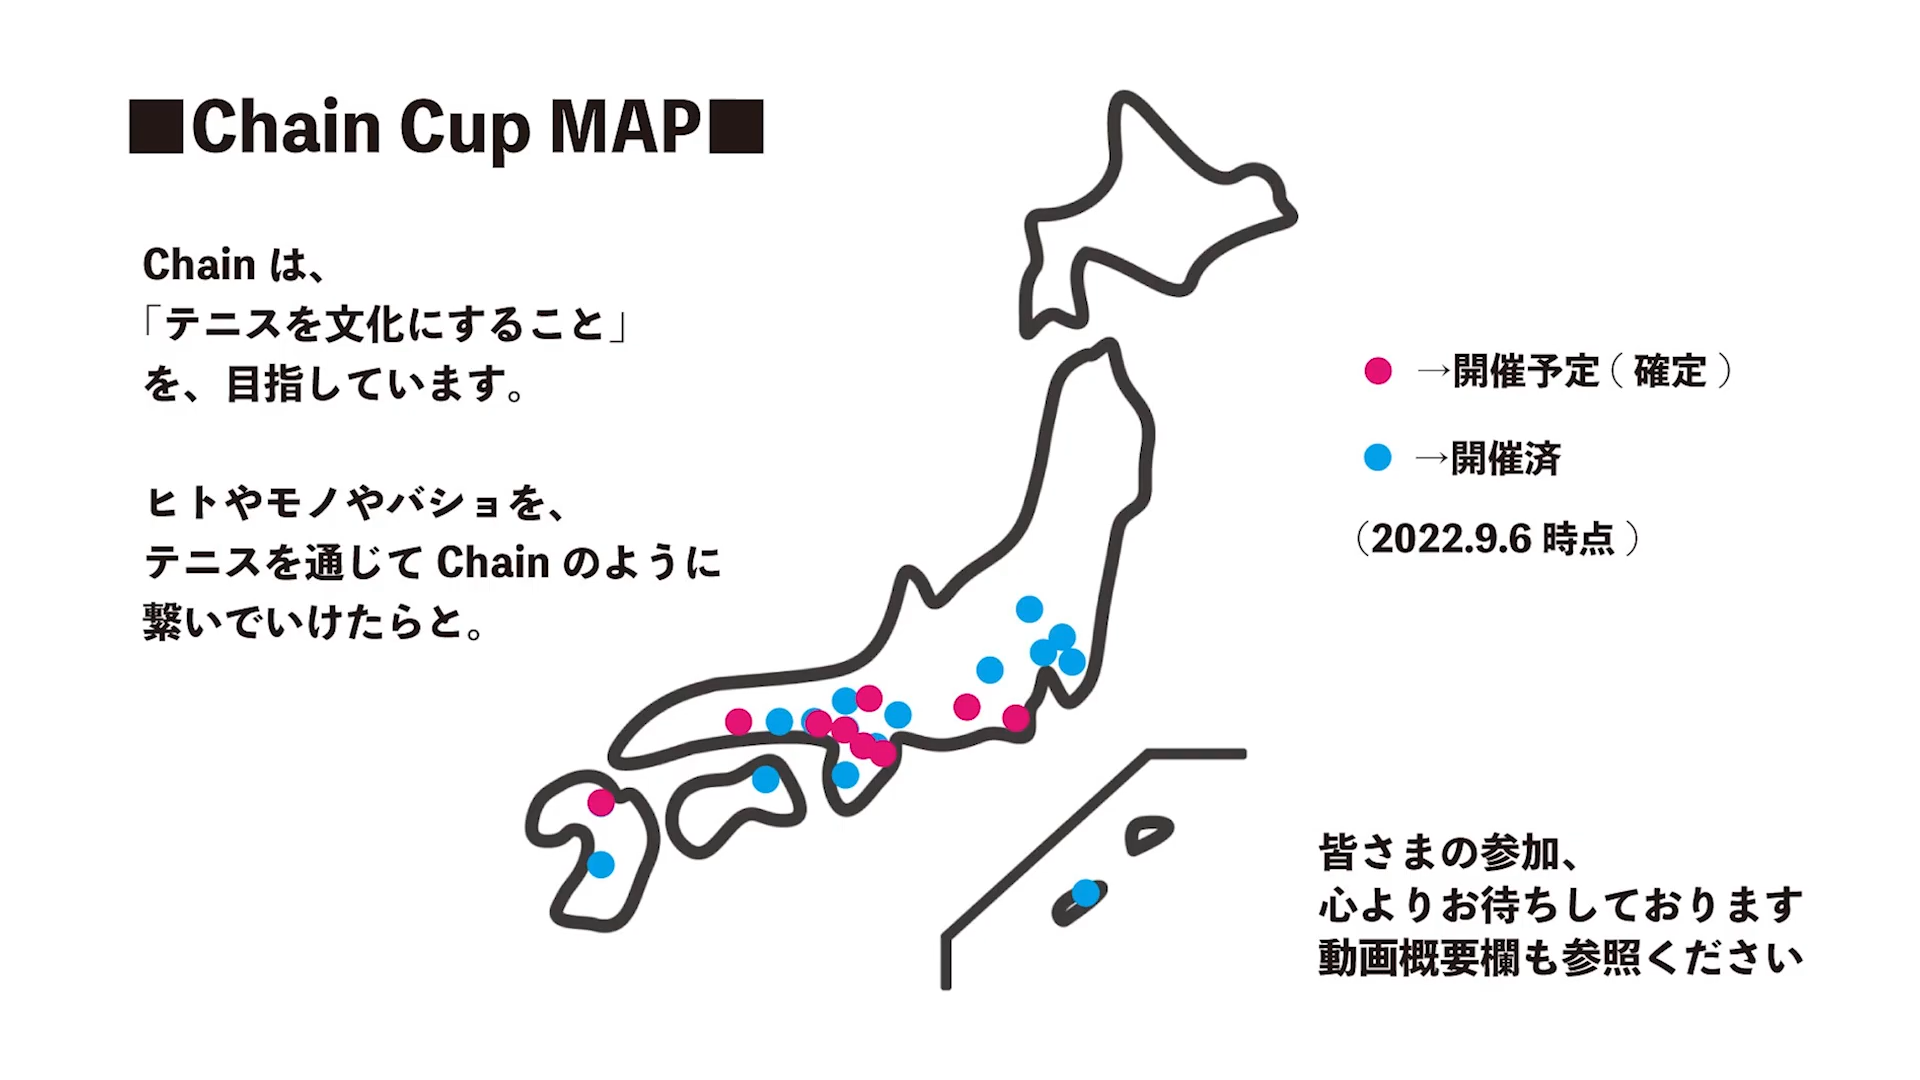 ■Chain Cup MAP■
Chain は、
「テニスを文化にすること」
を、目指しています。
ヒトやモノやバショを、
テニスを通じて Chain のように
繋いでいけたらと。
→開催予定（ 確定 ）
→開催済
（2022.9.6 時点 ）
皆さまの参加、
心よりお待ちしております
動画概要欄も参照ください